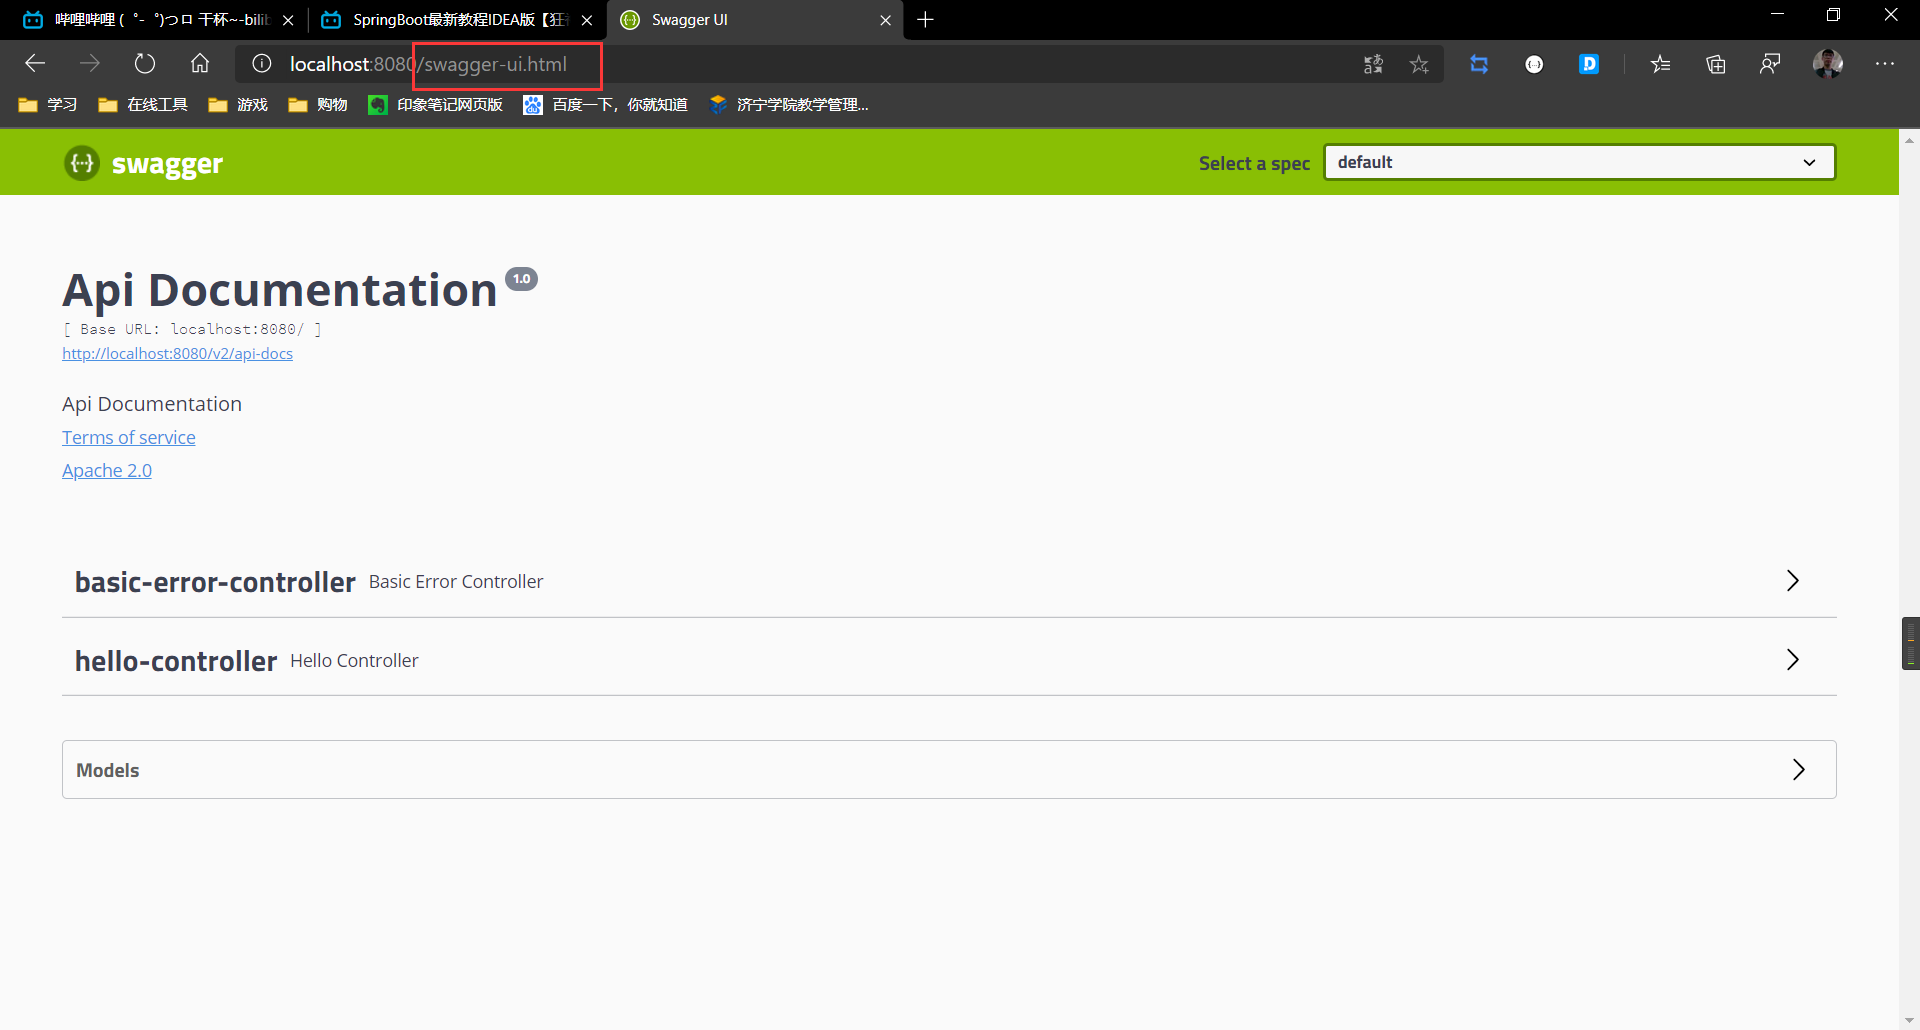 哔哩哔哩 (゜-゜)つロ 干杯~-bilib
SpringBoot最新教程IDEA版【狂
Swagger UI
localhost:8080/swagger-ui.html
学习
在线工具
游戏
购物
印象笔记网页版
百度一下，你就知道
济宁学院教学管理...
swagger
Select a spec
default
Api Documentation 1.0
[ Base URL: localhost:8080/ ]
http://localhost:8080/v2/api-docs
Api Documentation
Terms of service
Apache 2.0
basic-error-controller Basic Error Controller
hello-controller Hello Controller
Models